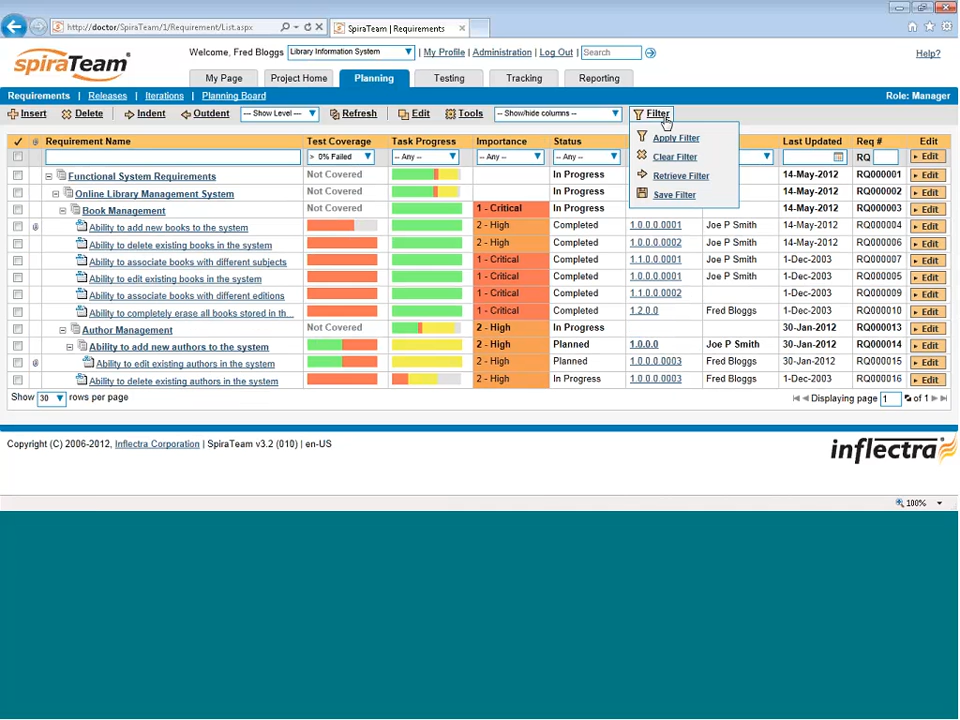 http://doctor/SpiraTeam/1/Requirement/List.aspx
SpiraTeam | Requirements
spiraTeam
Welcome, Fred Bloggs Library Information System | My Profile | Administration | Log Out | Search
Help?
My Page Project Home Planning Testing Tracking Reporting
Requirements | Releases | Iterations | Planning Board Role: Manager
Insert Delete Indent Outdent --- Show Level --- Refresh Edit Tools -- Show/hide columns -- Filter
Apply Filter
Clear Filter
Retrieve Filter
Save Filter
Requirement Name Test Coverage Task Progress Importance Status Last Updated Req # Edit
> 0% Failed -- Any -- -- Any -- -- Any -- RQ Edit
Functional System Requirements Not Covered In Progress 14-May-2012 RQ000001 Edit
Online Library Management System Not Covered In Progress 14-May-2012 RQ000002 Edit
Book Management Not Covered 1 - Critical In Progress 14-May-2012 RQ000003 Edit
Ability to add new books to the system 2 - High Completed 1.0.0.0.0001 Joe P Smith 14-May-2012 RQ000004 Edit
Ability to delete existing books in the system 2 - High Completed 1.0.0.0.0002 Joe P Smith 14-May-2012 RQ000006 Edit
Ability to associate books with different subjects 1 - Critical Completed 1.1.0.0.0001 Joe P Smith 1-Dec-2003 RQ000007 Edit
Ability to edit existing books in the system 1 - Critical Completed 1.0.0.0.0001 Joe P Smith 1-Dec-2003 RQ000005 Edit
Ability to associate books with different editions 1 - Critical Completed 1.1.0.0.0002 1-Dec-2003 RQ000009 Edit
Ability to completely erase all books stored in th... 1 - Critical Completed 1.2.0.0 Fred Bloggs 1-Dec-2003 RQ000010 Edit
Author Management Not Covered 2 - High In Progress 30-Jan-2012 RQ000013 Edit
Ability to add new authors to the system 2 - High Planned 1.0.0.0 Joe P Smith 30-Jan-2012 RQ000014 Edit
Ability to edit existing authors in the system 2 - High Planned 1.0.0.0.0003 Fred Bloggs 30-Jan-2012 RQ000015 Edit
Ability to delete existing authors in the system 2 - High In Progress 1.0.0.0.0003 Fred Bloggs 1-Dec-2003 RQ000016 Edit
Show 30 rows per page Displaying page 1 of 1
Copyright (C) 2006-2012, Inflectra Corporation | SpiraTeam v3.2 (010) | en-US
inflectra
100%